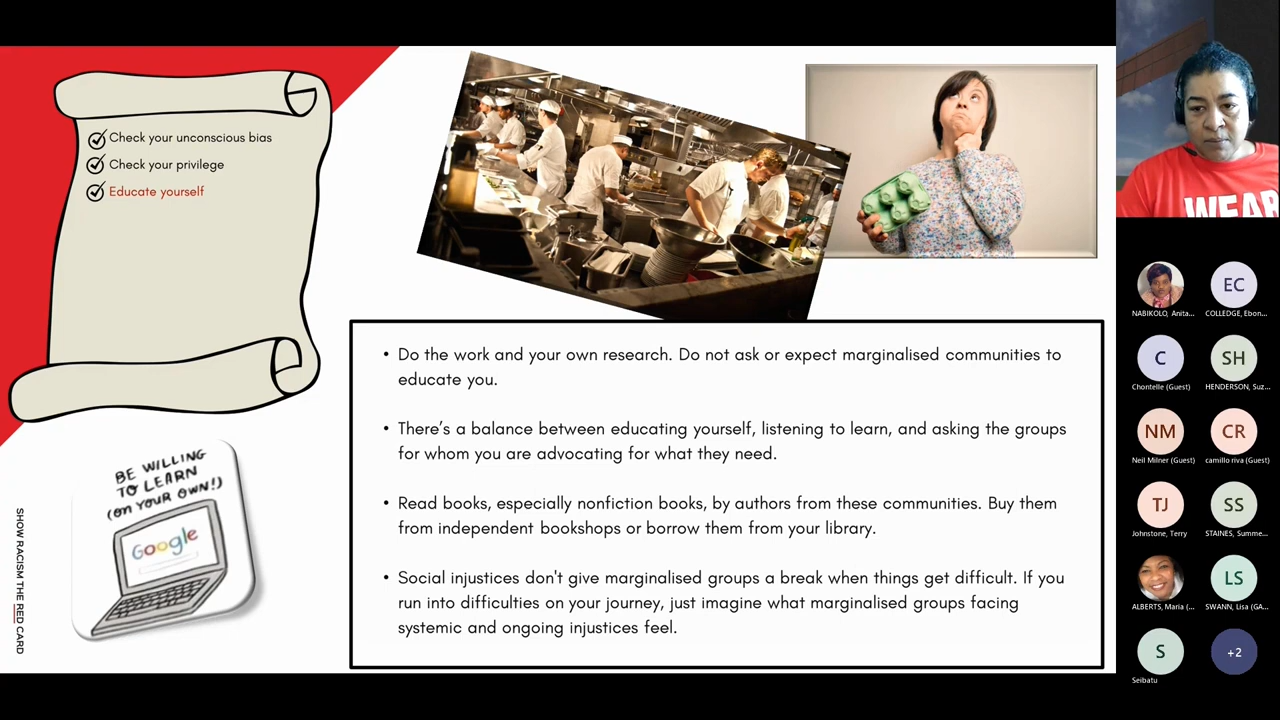 Check your unconscious bias
Check your privilege
Educate yourself
BE WILLING
TO LEARN
(ON YOUR OWN!)
Google
SHOW RACISM THE RED CARD
• Do the work and your own research. Do not ask or expect marginalised communities to
educate you.
• There's a balance between educating yourself, listening to learn, and asking the groups
for whom you are advocating for what they need.
• Read books, especially nonfiction books, by authors from these communities. Buy them
from independent bookshops or borrow them from your library.
• Social injustices don't give marginalised groups a break when things get difficult. If you
run into difficulties on your journey, just imagine what marginalised groups facing
systemic and ongoing injustices feel.
WEAR
NABIKOLO, Anita...
EC
COLLEDGE, Ebon...
C
Chontelle (Guest)
SH
HENDERSON, Suz...
NM
Neil Milner (Guest)
CR
camillo riva (Guest)
TJ
Johnstone, Terry
SS
STAINES, Summe...
ALBERTS, Maria (...
LS
SWANN, Lisa (GA...
S
Seibatu
+2